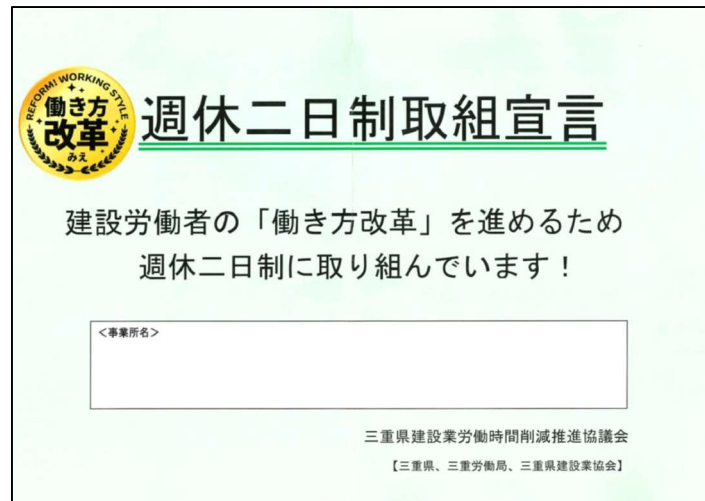 REFORM! WORKING STYLE
働き方
改革
みえ
週休二日制取組宣言
建設労働者の「働き方改革」を進めるため
週休二日制に取り組んでいます！
＜事業所名＞
三重県建設業労働時間削減推進協議会
【三重県、三重労働局、三重県建設業協会】